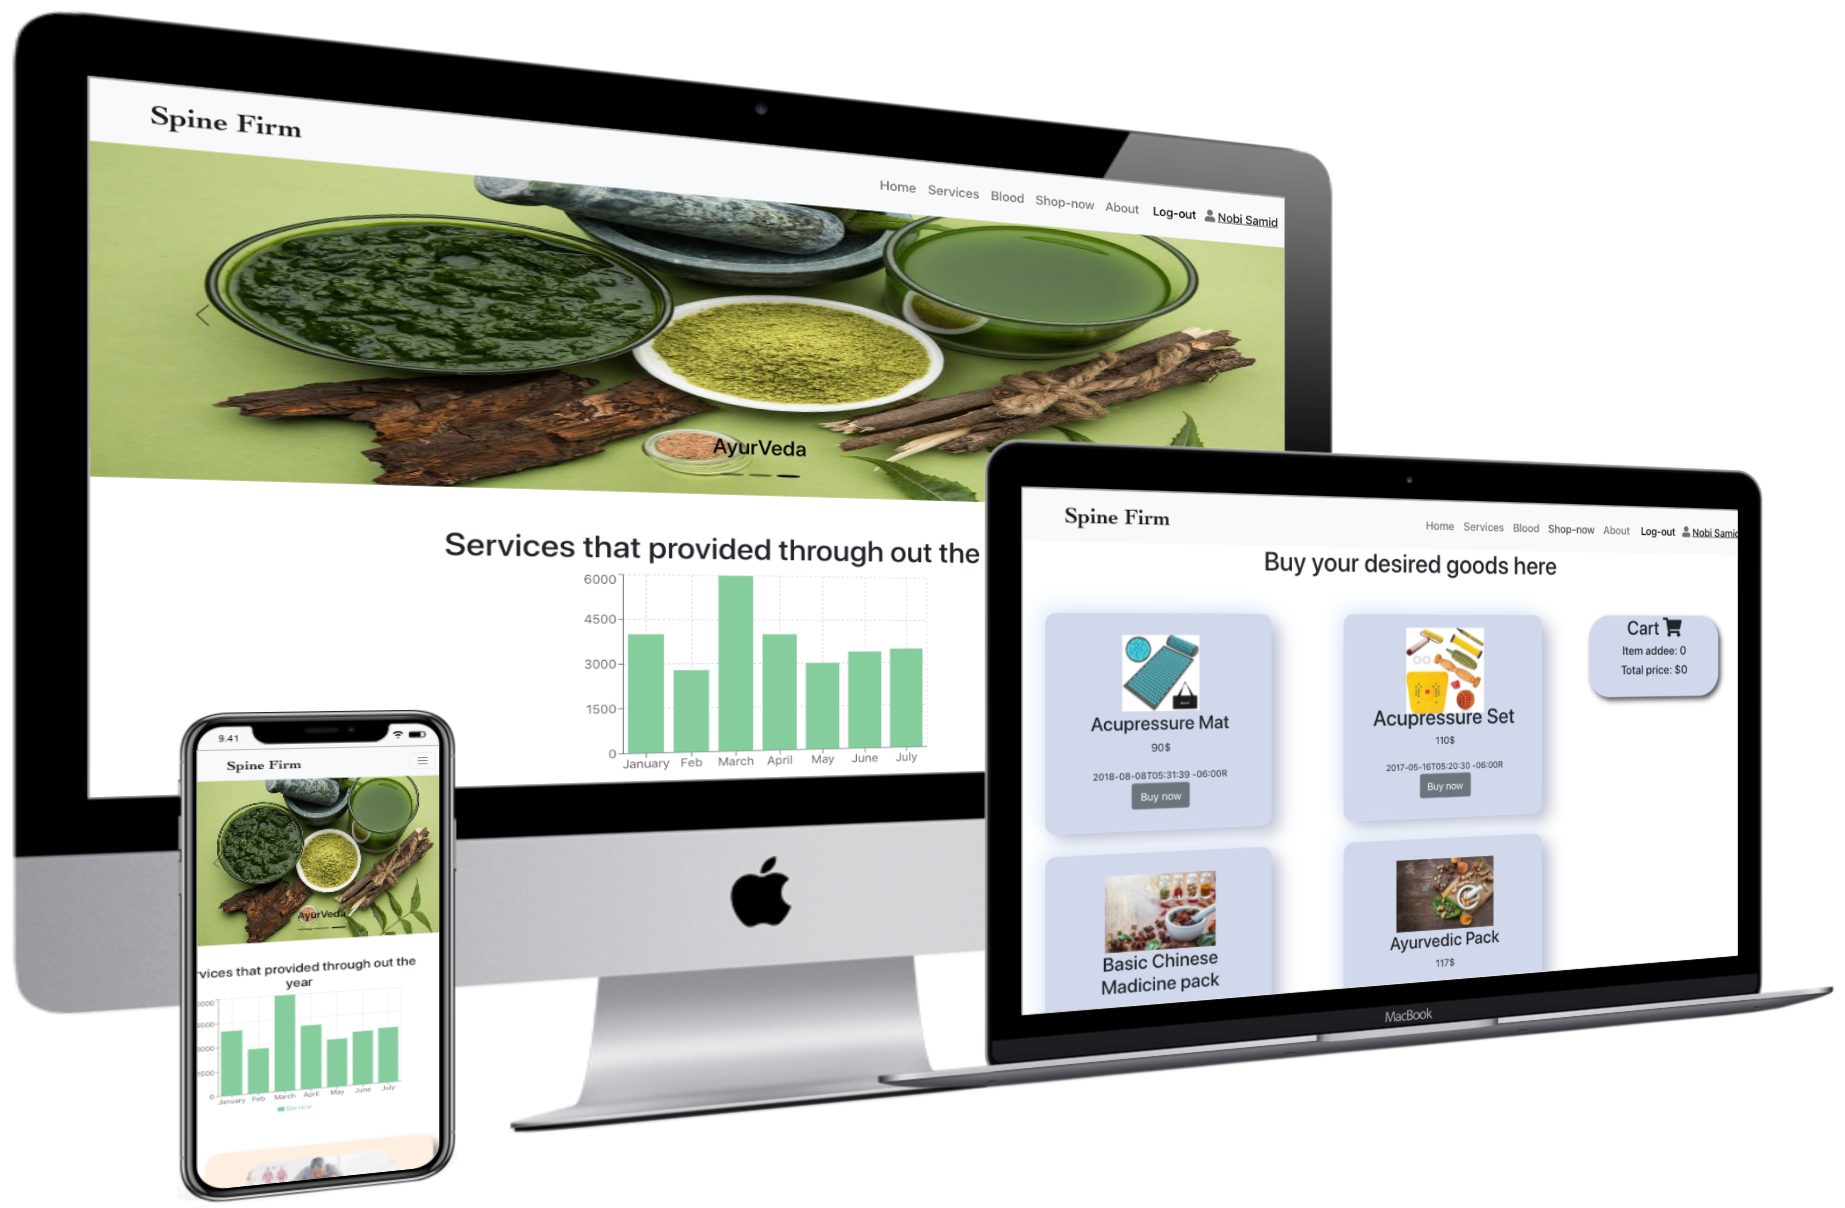 Spine Firm
Home Services Blood Shop-now About Log-out Nobi Samid
AyurVeda
Services that provided through out the
6000
4500
3000
1500
0
January Feb March April May June July
9.41
Spine Firm
AyurVeda
vices that provided through out the
year
0
January Feb March April May June July
Service
Spine Firm
Home Services Blood Shop-now About Log-out Nobi Samid
Buy your desired goods here
Acupressure Mat
90$
2018-08-08T05:31:39 -06:00R
Buy now
Acupressure Set
110$
2017-05-16T05:20:30 -06:00R
Buy now
Cart
Item addee: 0
Total price: $0
Basic Chinese
Madicine pack
Ayurvedic Pack
117$
MacBook